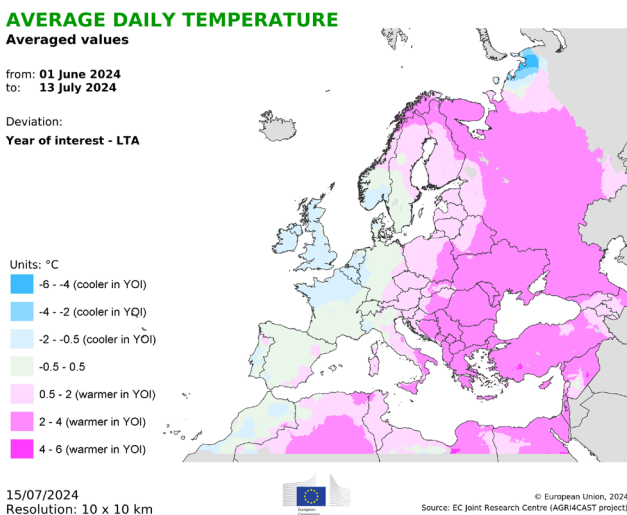 AVERAGE DAILY TEMPERATURE
Averaged values
from: 01 June 2024
to: 13 July 2024
Deviation:
Year of interest - LTA
Units: °C
-6 - -4 (cooler in YOI)
-4 - -2 (cooler in YOI)
-2 - -0.5 (cooler in YOI)
-0.5 - 0.5
0.5 - 2 (warmer in YOI)
2 - 4 (warmer in YOI)
4 - 6 (warmer in YOI)
15/07/2024
Resolution: 10 x 10 km
European
Commission
© European Union, 2024
Source: EC Joint Research Centre (AGRI4CAST project)